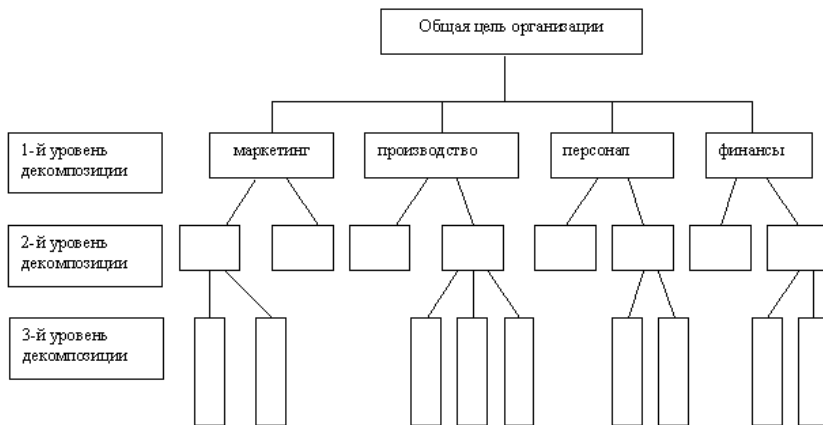 Общая цель организации
1-й уровень
декомпозиции
маркетинг
производство
персонал
финансы
2-й уровень
декомпозиции
3-й уровень
декомпозиции